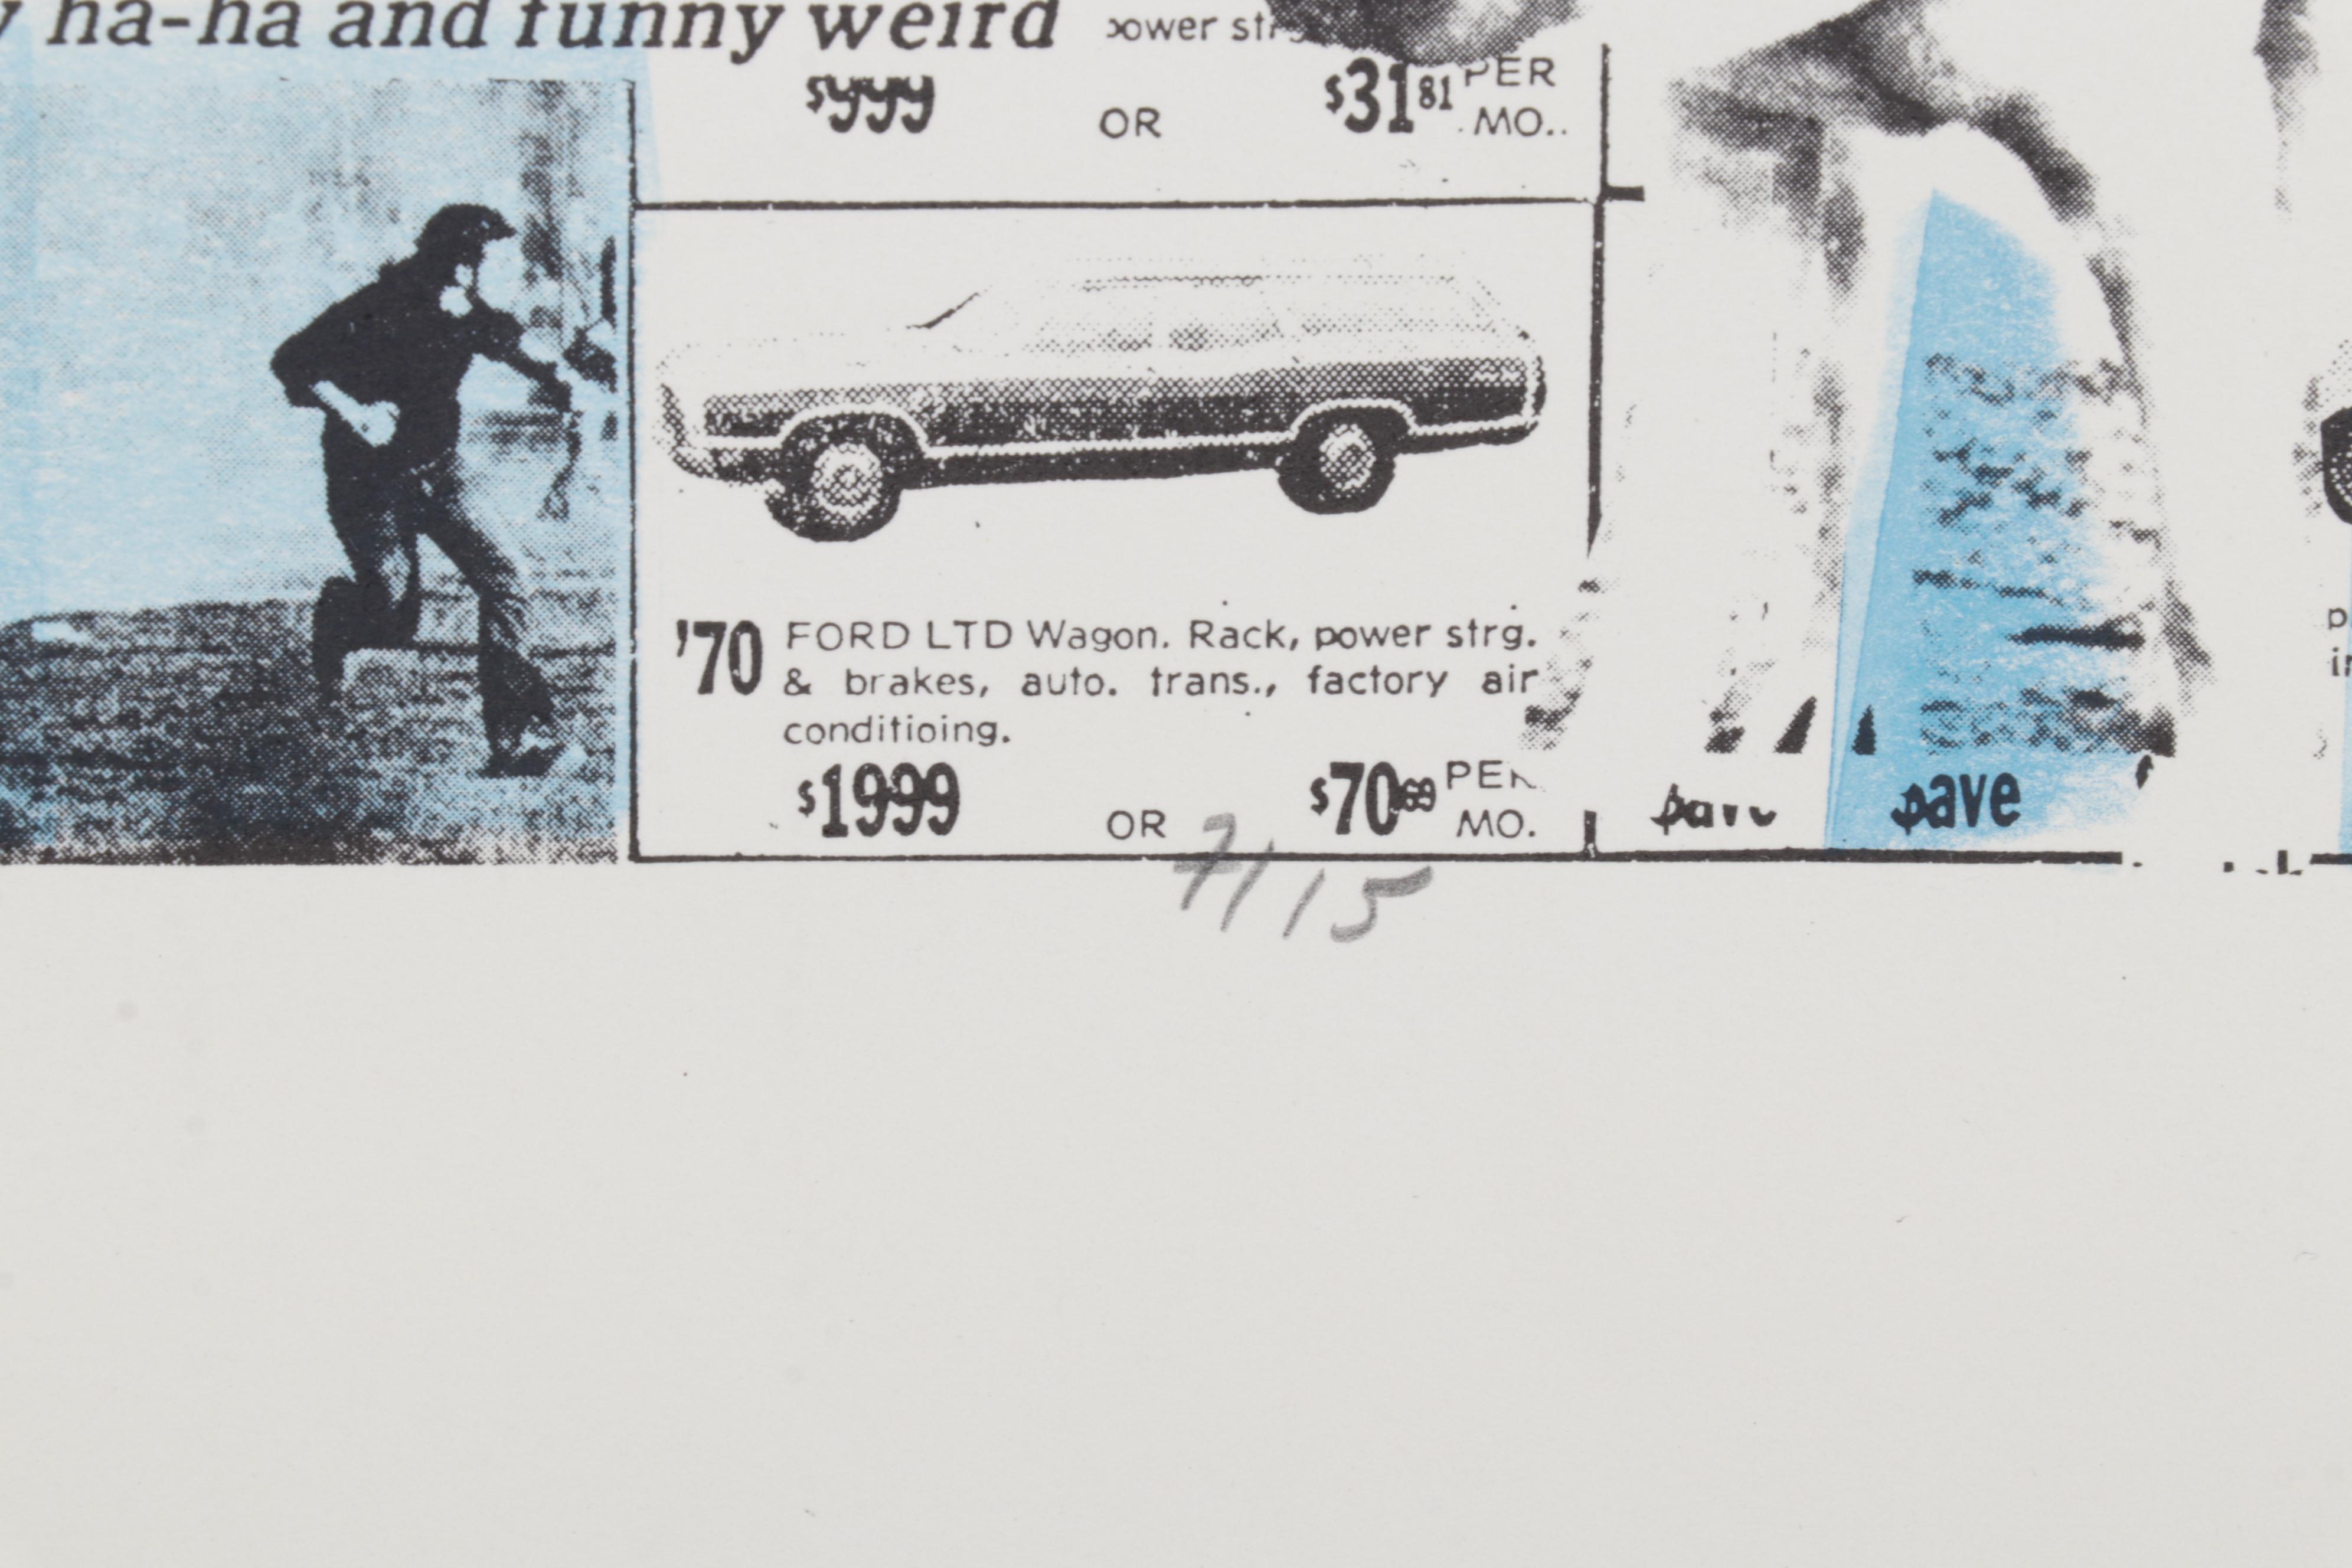 ha-ha and funny weird
power strg
$999 OR $31 81 PER MO..
'70 FORD LTD Wagon. Rack, power strg.
& brakes, auto. trans., factory air
conditioing.
$1999 OR $70 69 PER MO.
save save
7/15